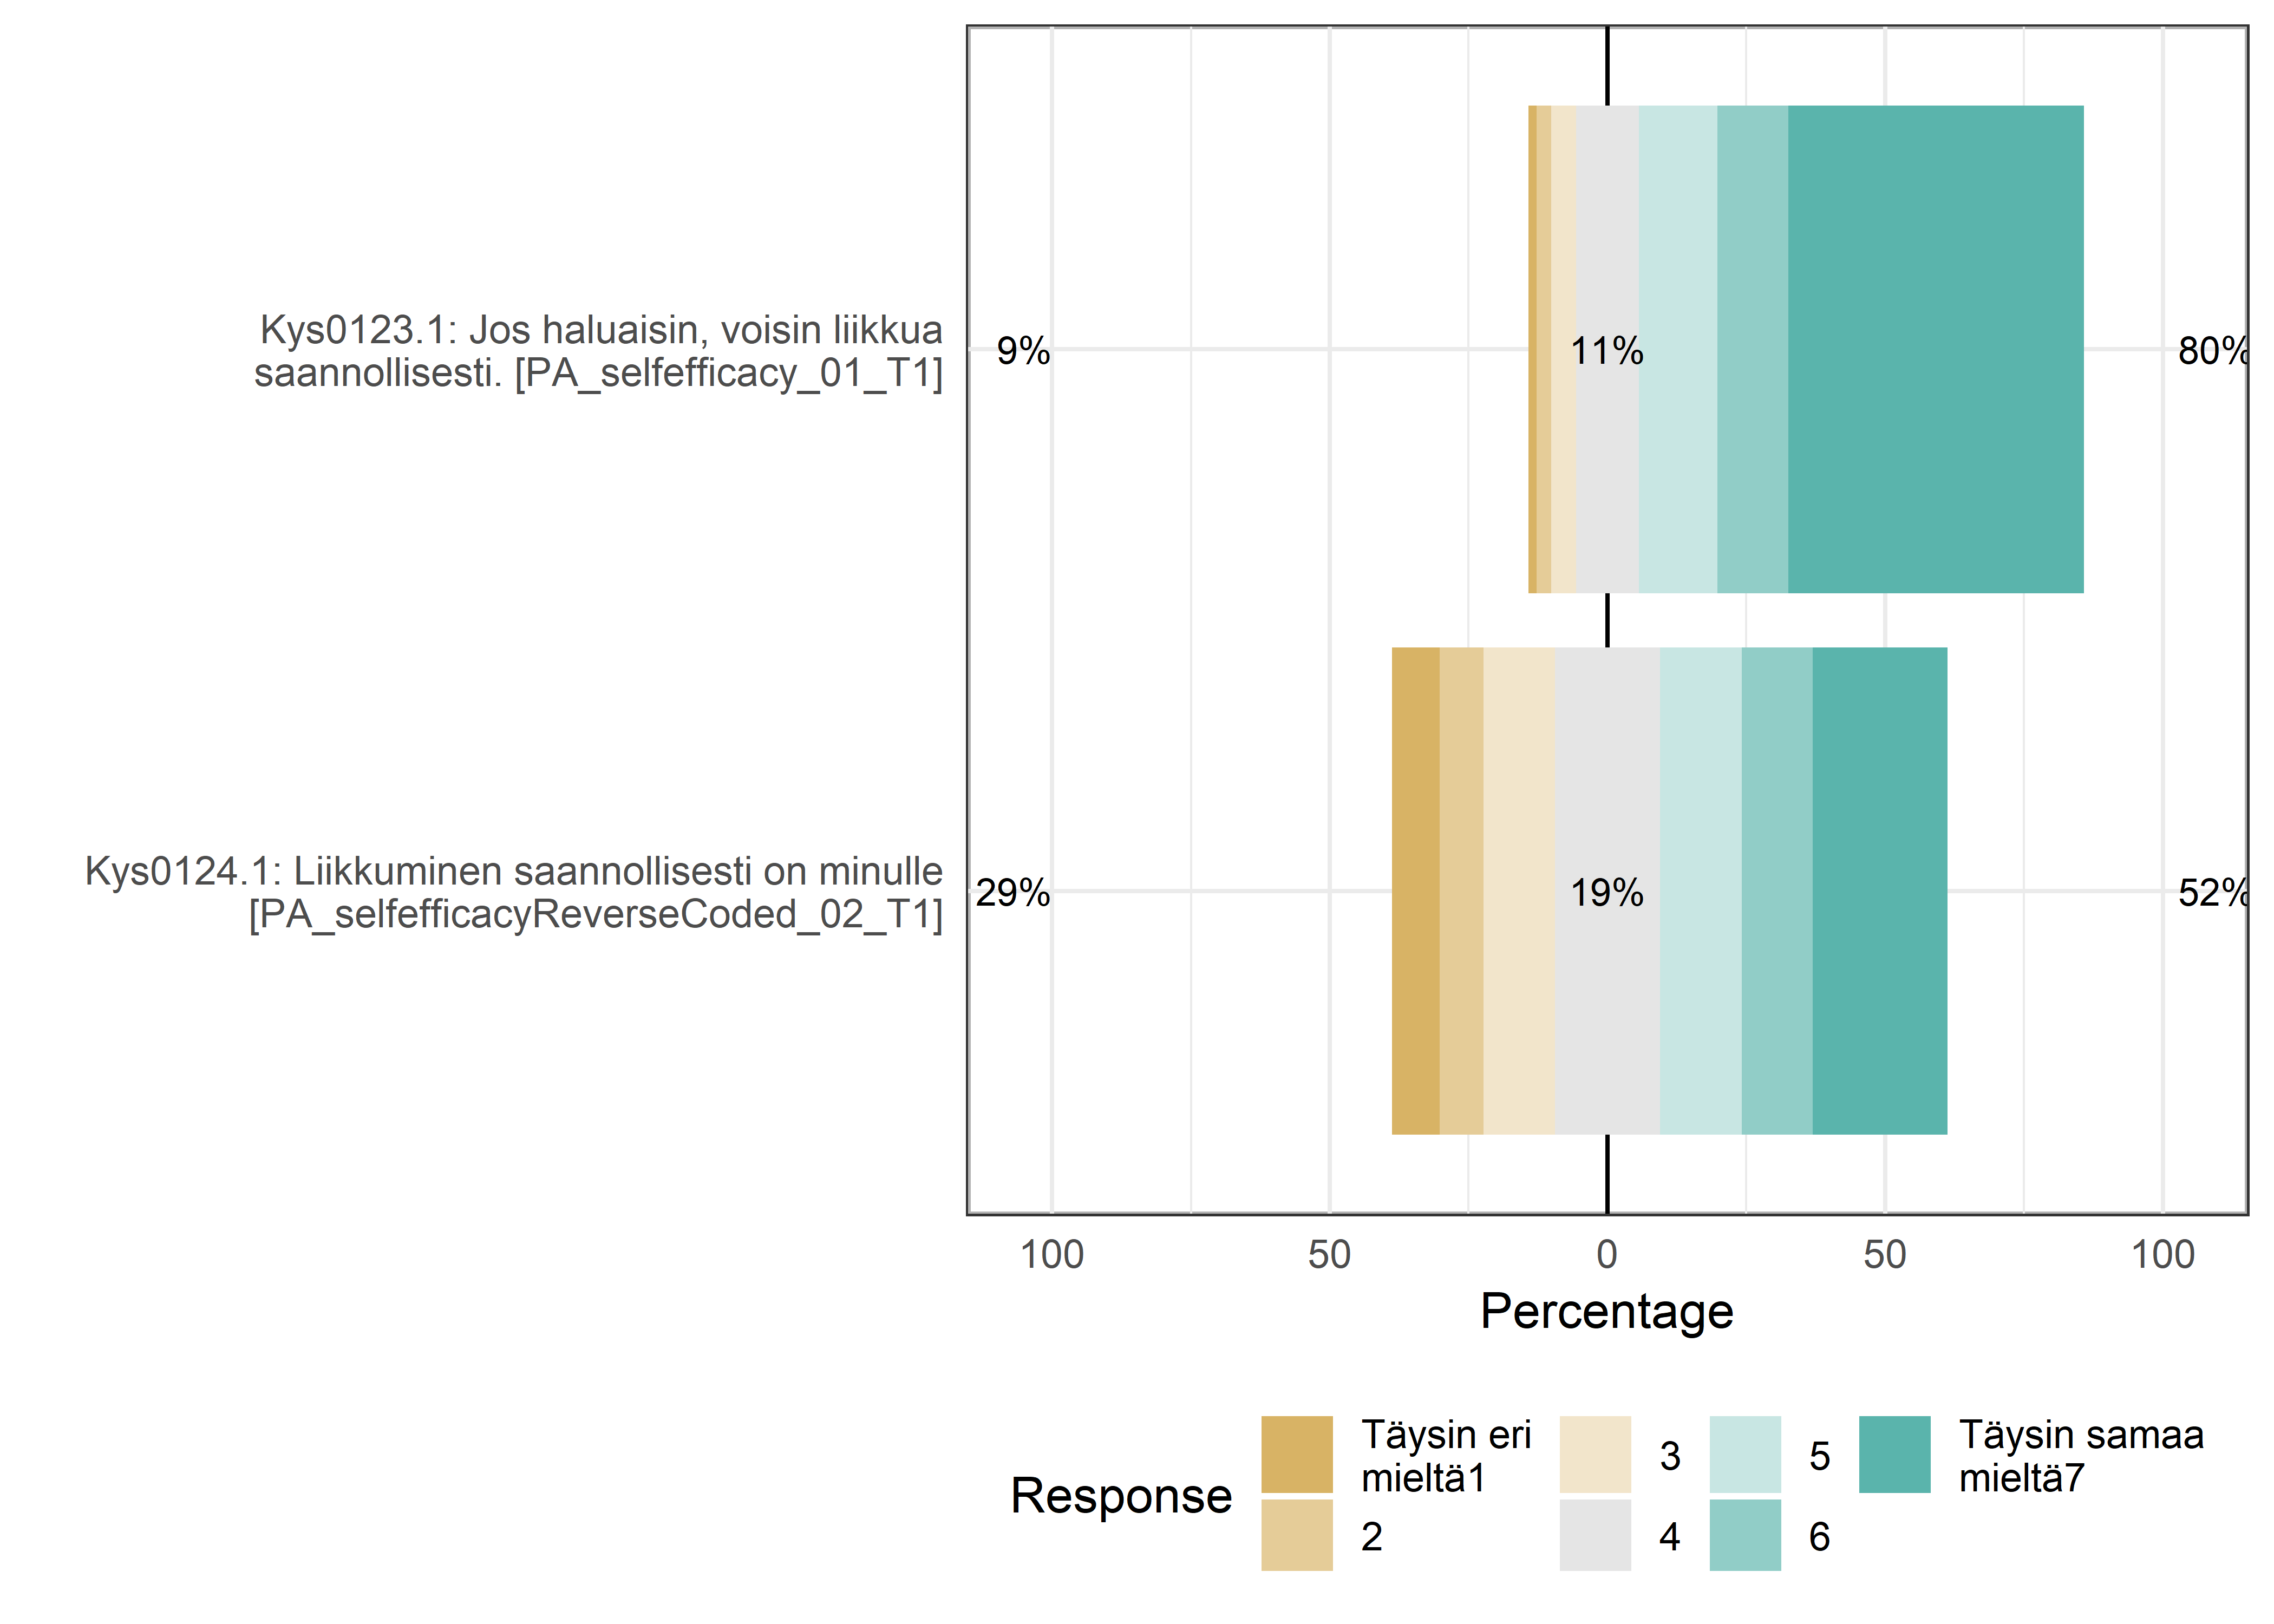 Kys0123.1: Jos haluaisin, voisin liikkua
saannollisesti. [PA_selfefficacy_01_T1]
9%
11%
80%
Kys0124.1: Liikkuminen saannollisesti on minulle
[PA_selfefficacyReverseCoded_02_T1]
29%
19%
52%
100
50
0
50
100
Percentage
Response
Täysin eri
mieltä1
2
3
4
5
6
Täysin samaa
mieltä7